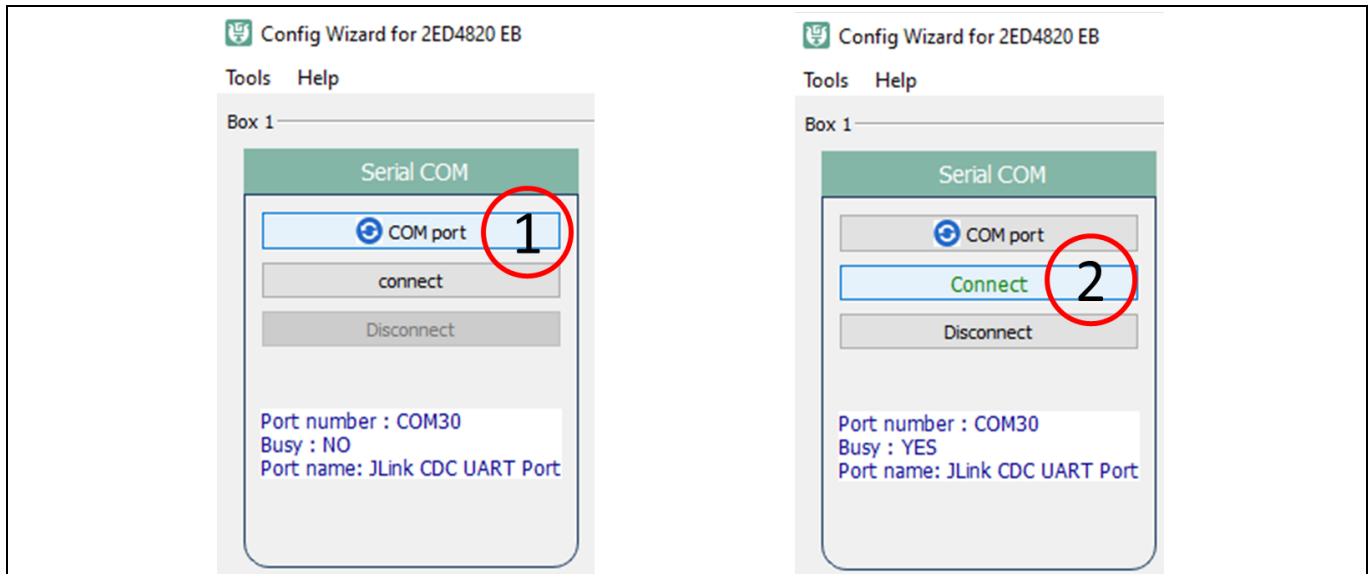 Config Wizard for 2ED4820 EB
Tools Help
Box 1
Serial COM
COM port
1
connect
Disconnect
Port number : COM30
Busy : NO
Port name: JLink CDC UART Port
Config Wizard for 2ED4820 EB
Tools Help
Box 1
Serial COM
COM port
Connect
2
Disconnect
Port number : COM30
Busy : YES
Port name: JLink CDC UART Port